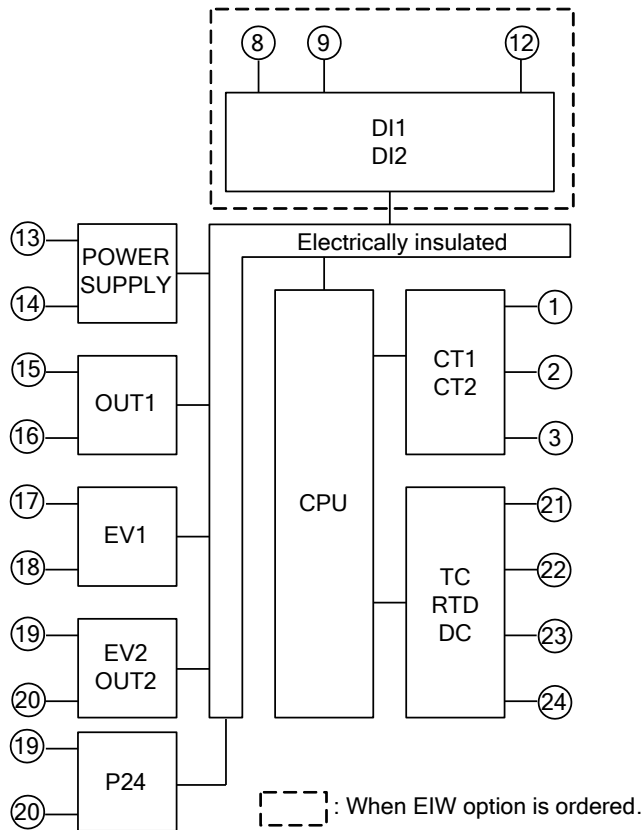 8
9
12
DI1
DI2
Electrically insulated
13
14
POWER
SUPPLY
15
16
OUT1
17
18
EV1
19
20
EV2
OUT2
19
20
P24
CPU
CT1
CT2
1
2
3
TC
RTD
DC
21
22
23
24
: When EIW option is ordered.